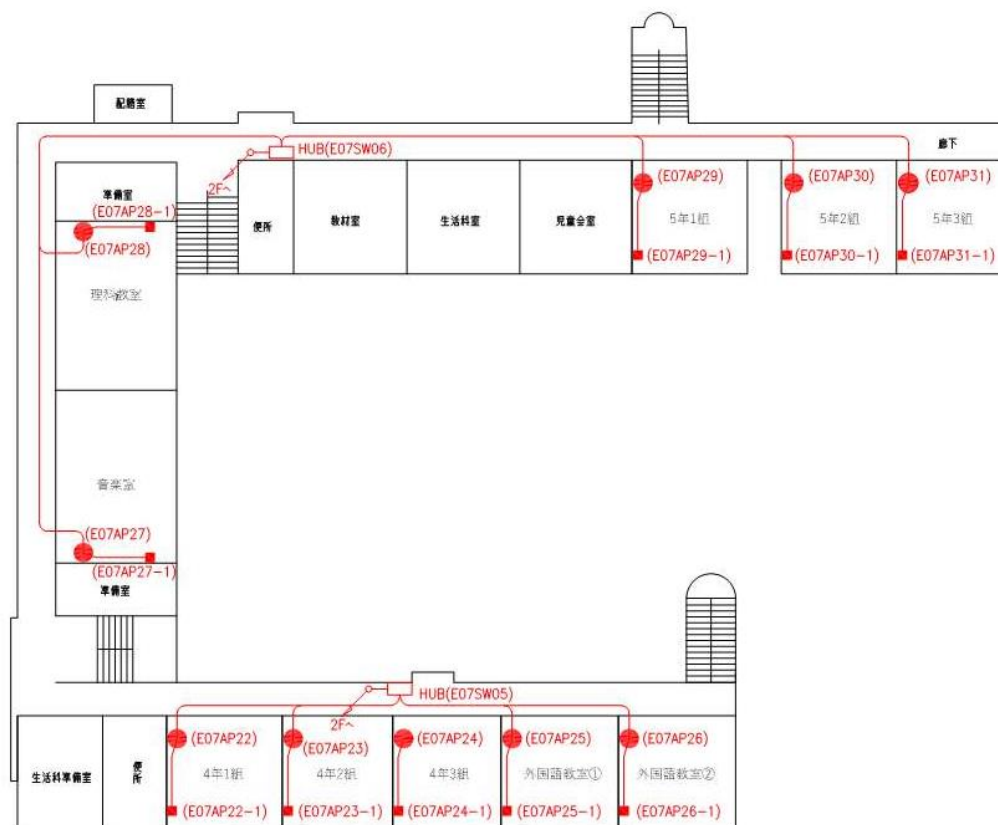 配膳室
HUB(E07SW06)
廊下
2Fへ
準備室
(E07AP28-1)
(E07AP28)
理科教室
便所
教材室
生活科室
児童会室
(E07AP29)
5年1組
(E07AP29-1)
(E07AP30)
5年2組
(E07AP30-1)
(E07AP31)
5年3組
(E07AP31-1)
音楽室
(E07AP27)
(E07AP27-1)
準備室
HUB(E07SW05)
2Fへ
生活科準備室
便所
(E07AP22)
4年1組
(E07AP22-1)
(E07AP23)
4年2組
(E07AP23-1)
(E07AP24)
4年3組
(E07AP24-1)
(E07AP25)
外国語教室①
(E07AP25-1)
(E07AP26)
外国語教室②
(E07AP26-1)